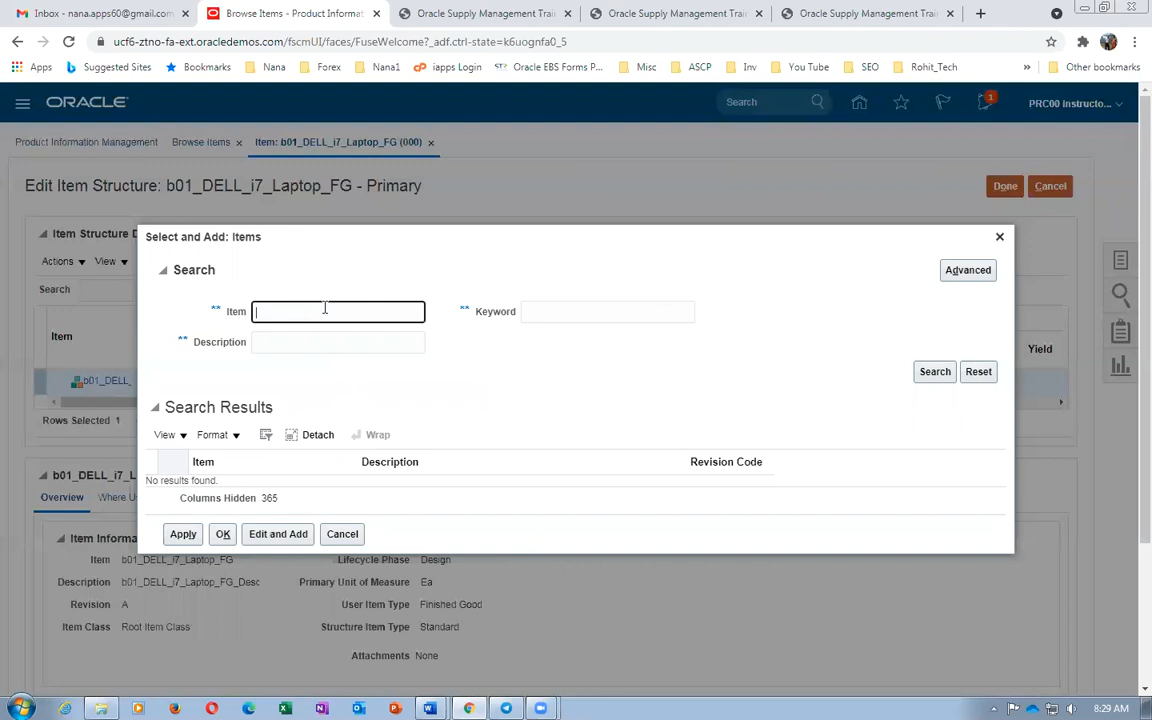 Inbox - nana.apps60@gmail.com
Browse Items - Product Informat
Oracle Supply Management Trai
Oracle Supply Management Trai
Oracle Supply Management Trai
ucf6-ztno-fa-ext.oracledemos.com/fscmUI/faces/FuseWelcome?_adf.ctrl-state=k6uognfa0_5
Apps
Suggested Sites
Bookmarks
Nana
Forex
Nana1
iapps Login
Oracle EBS Forms P...
Misc
ASCP
Inv
You Tube
SEO
Rohit_Tech
»
Other bookmarks
ORACLE
Search
1
PRC00 Instructo...
Product Information Management
Browse Items
Item: b01_DELL_i7_Laptop_FG (000)
Edit Item Structure: b01_DELL_i7_Laptop_FG - Primary
Done
Cancel
Item Structure D
Actions
View
Search
Item
Yield
b01_DELL_
Rows Selected 1
Select and Add: Items
Search
Advanced
** Item
** Keyword
** Description
Search
Reset
Search Results
View
Format
Detach
Wrap
Item
Description
Revision Code
No results found.
Columns Hidden 365
Apply
OK
Edit and Add
Cancel
b01_DELL_i7_L
Overview
Where Us
Item Informa
Item b01_DELL_i7_Laptop_FG
Lifecycle Phase Design
Description b01_DELL_i7_Laptop_FG_Desc
Primary Unit of Measure Ea
Revision A
User Item Type Finished Good
Item Class Root Item Class
Structure Item Type Standard
Attachments None
8:29 AM